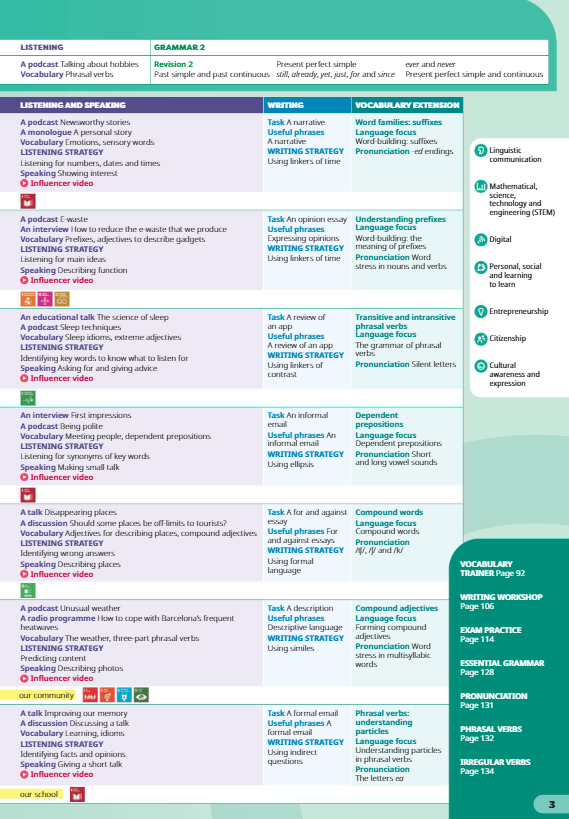 LISTENING
A podcast Talking about hobbies
Vocabulary Phrasal verbs
GRAMMAR 2
Revision 2
Past simple and past continuous
Present perfect simple
still, already, yet, just, for and since
ever and never
Present perfect simple and continuous
LISTENING AND SPEAKING
WRITING
VOCABULARY EXTENSION
A podcast Newsworthy stories
A monologue A personal story
Vocabulary Emotions, sensory words
LISTENING STRATEGY
Listening for numbers, dates and times
Speaking Showing interest
Influencer video
Task A narrative
Useful phrases
A narrative
WRITING STRATEGY
Using linkers of time
Word families: suffixes
Language focus
Word-building: suffixes
Pronunciation -ed endings
A podcast E-waste
An interview How to reduce the e-waste that we produce
Vocabulary Prefixes, adjectives to describe gadgets
LISTENING STRATEGY
Listening for main ideas
Speaking Describing function
Influencer video
Task An opinion essay
Useful phrases
Expressing opinions
WRITING STRATEGY
Using linkers of time
Understanding prefixes
Language focus
Word-building: the
meaning of prefixes
Pronunciation Word
stress in nouns and verbs
An educational talk The science of sleep
A podcast Sleep techniques
Vocabulary Sleep idioms, extreme adjectives
LISTENING STRATEGY
Identifying key words to know what to listen for
Speaking Asking for and giving advice
Influencer video
Task A review of
an app
Useful phrases
A review of an app
WRITING STRATEGY
Using linkers of
contrast
Transitive and intransitive
phrasal verbs
Language focus
The grammar of phrasal
verbs
Pronunciation Silent letters
An interview First impressions
A podcast Being polite
Vocabulary Meeting people, dependent prepositions
LISTENING STRATEGY
Listening for synonyms of key words
Speaking Making small talk
Influencer video
Task An informal
email
Useful phrases An
informal email
WRITING STRATEGY
Using ellipsis
Dependent
prepositions
Language focus
Dependent prepositions
Pronunciation Short
and long vowel sounds
A talk Disappearing places
A discussion Should some places be off-limits to tourists?
Vocabulary Adjectives for describing places, compound adjectives
LISTENING STRATEGY
Identifying wrong answers
Speaking Describing places
Influencer video
Task A for and against
essay
Useful phrases For
and against essays
WRITING STRATEGY
Using formal
language
Compound words
Language focus
Compound words
Pronunciation
/tʃ/, /ʃ/ and /k/
A podcast Unusual weather
A radio programme How to cope with Barcelona's frequent
heatwaves
Vocabulary The weather, three-part phrasal verbs
LISTENING STRATEGY
Predicting content
Speaking Describing photos
Influencer video
Task A description
Useful phrases
Descriptive language
WRITING STRATEGY
Using similes
Compound adjectives
Language focus
Forming compound
adjectives
Pronunciation Word
stress in multisyllabic
words
our community
A talk Improving our memory
A discussion Discussing a talk
Vocabulary Learning, idioms
LISTENING STRATEGY
Identifying facts and opinions
Speaking Giving a short talk
Influencer video
Task A formal email
Useful phrases A
formal email
WRITING STRATEGY
Using indirect
questions
Phrasal verbs:
understanding
particles
Language focus
Understanding particles
in phrasal verbs
Pronunciation
The letters ea
our school
Linguistic
communication
Mathematical,
science,
technology and
engineering (STEM)
Digital
Personal, social
and learning
to learn
Entrepreneurship
Citizenship
Cultural
awareness and
expression
VOCABULARY
TRAINER Page 92
WRITING WORKSHOP
Page 106
EXAM PRACTICE
Page 114
ESSENTIAL GRAMMAR
Page 128
PRONUNCIATION
Page 131
PHRASAL VERBS
Page 132
IRREGULAR VERBS
Page 134
3